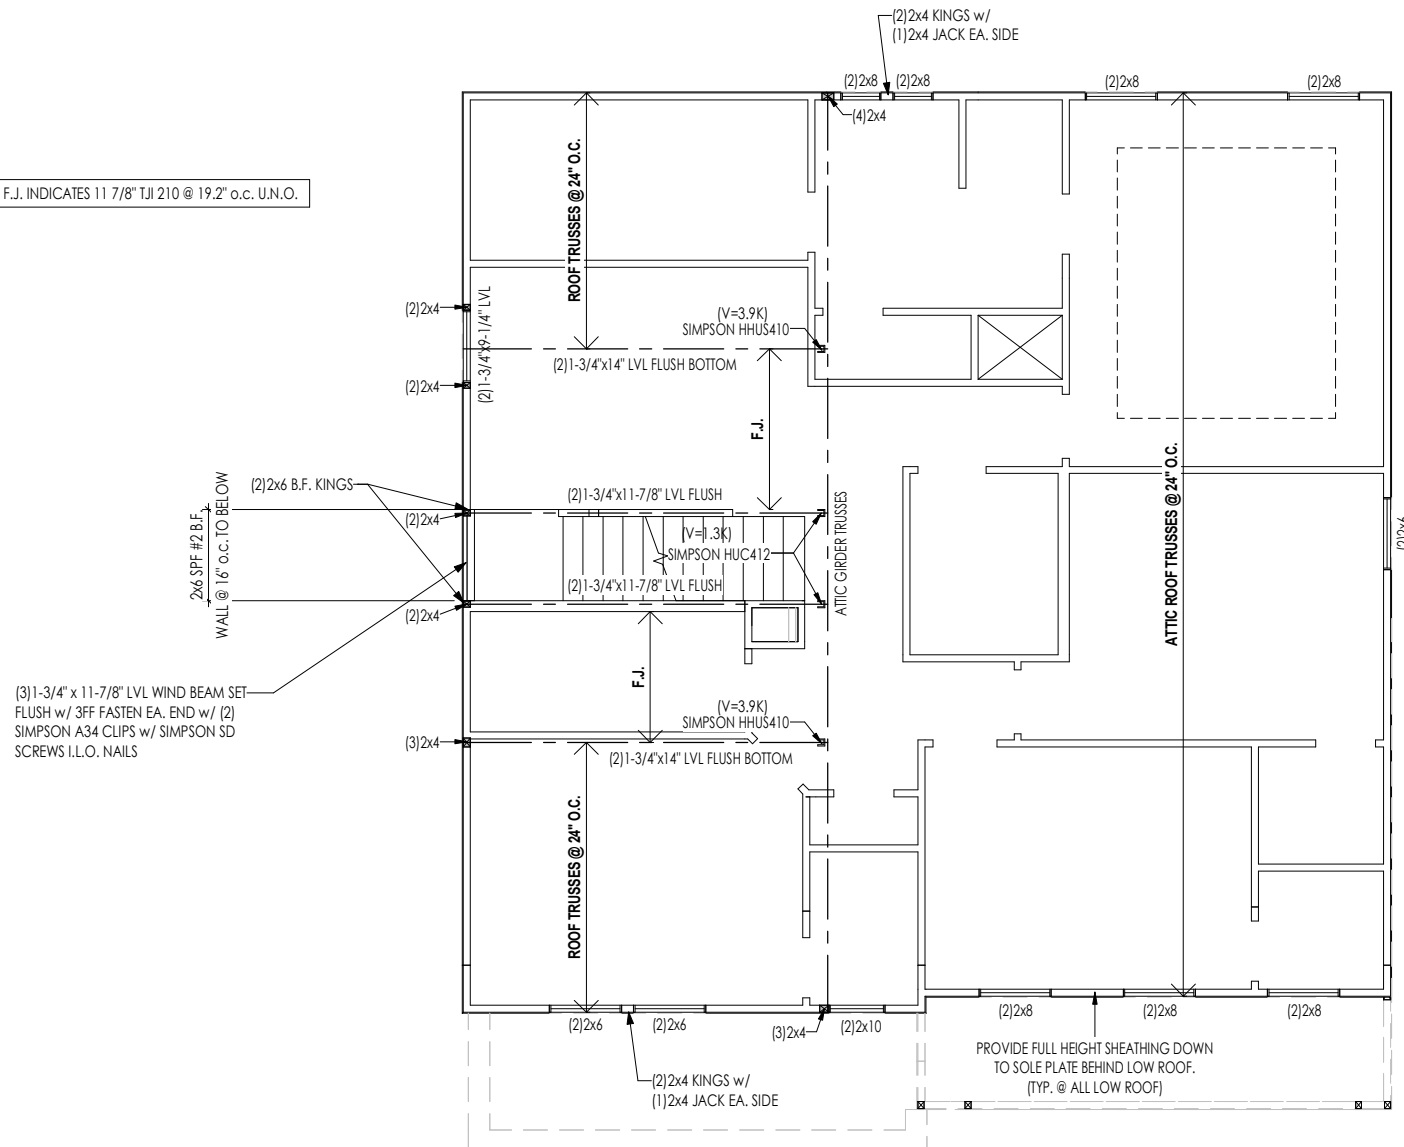 (2)2x4 KINGS w/
(1)2x4 JACK EA. SIDE
(2)2x8
(2)2x8
(2)2x8
(2)2x8
(4)2x4
F.J. INDICATES 11 7/8" TJI 210 @ 19.2" o.c. U.N.O.
ROOF TRUSSES @ 24" O.C.
(2)2x4
(2)1-3/4"x9-1/4" LVL
(V=3.9K)
SIMPSON HHUS410
(2)1-3/4"x14" LVL FLUSH BOTTOM
(2)2x4
F.J.
ATTIC ROOF TRUSSES @ 24" O.C.
(2)2x6 B.F. KINGS
(2)1-3/4"x11-7/8" LVL FLUSH
ATTIC GIRDER TRUSSES
(2)2x4
2x6 SPF #2 B.F.
WALL @ 16" o.c. TO BELOW
(V=1.3K)
SIMPSON HUC412
(2)2x6
(2)1-3/4"x11-7/8" LVL FLUSH
(2)2x4
F.J.
(3)1-3/4" x 11-7/8" LVL WIND BEAM SET
FLUSH w/ 3FF FASTEN EA. END w/ (2)
SIMPSON A34 CLIPS w/ SIMPSON SD
SCREWS I.L.O. NAILS
(V=3.9K)
SIMPSON HHUS410
(3)2x4
(2)1-3/4"x14" LVL FLUSH BOTTOM
ROOF TRUSSES @ 24" O.C.
(2)2x6
(2)2x6
(3)2x4
(2)2x10
(2)2x8
(2)2x8
(2)2x8
PROVIDE FULL HEIGHT SHEATHING DOWN
TO SOLE PLATE BEHIND LOW ROOF.
(TYP. @ ALL LOW ROOF)
(2)2x4 KINGS w/
(1)2x4 JACK EA. SIDE